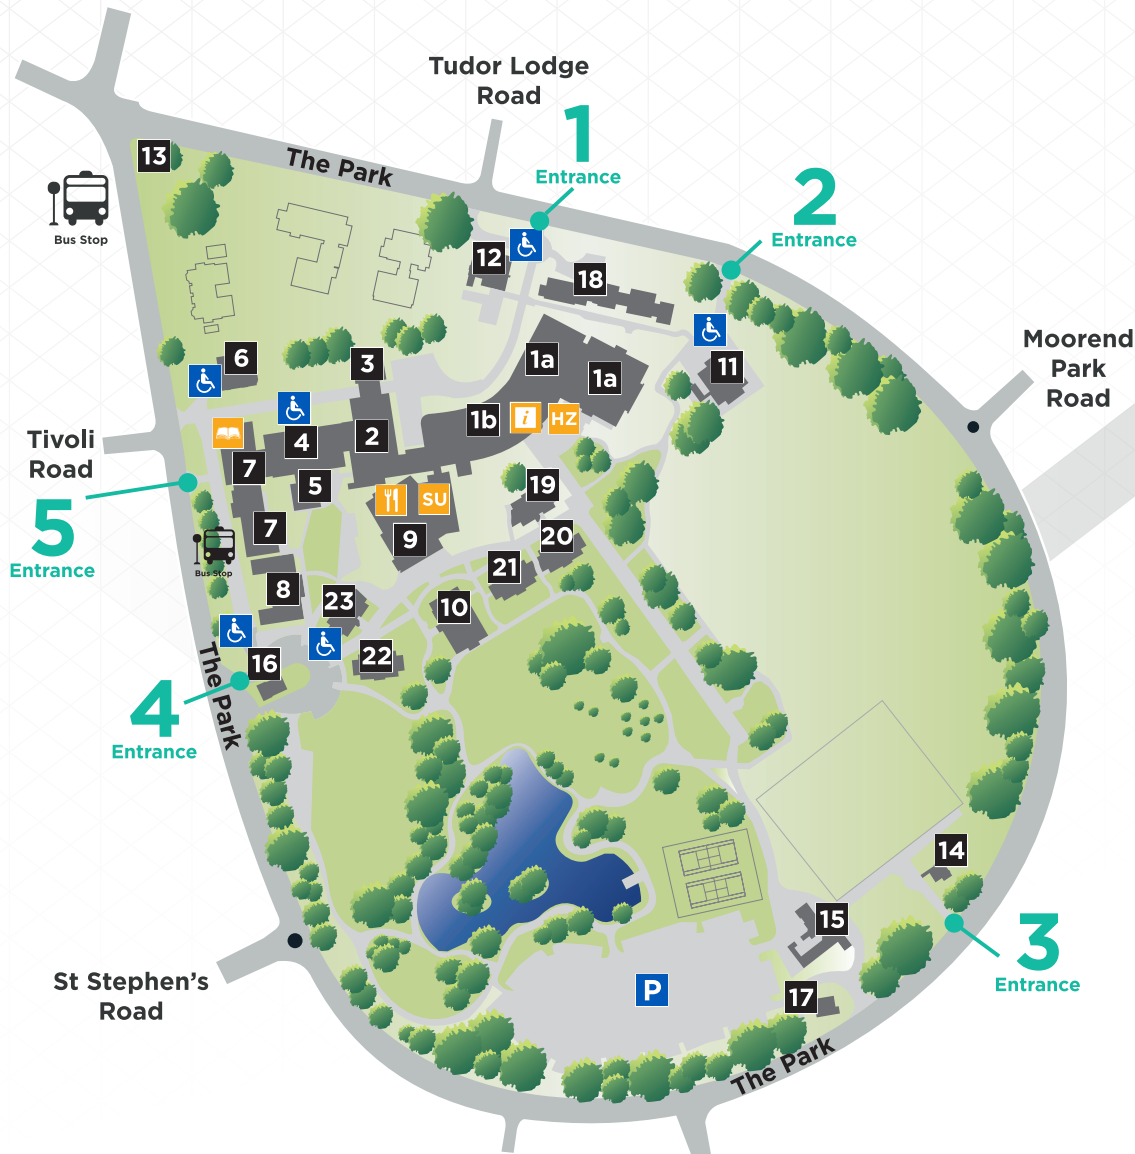 Tudor Lodge
Road
1
Entrance
The Park
13
Bus Stop
2
Entrance
12
18
Moorend
Park
Road
6
3
1a
1a
11
1b
i
HZ
Tivoli
Road
4
2
7
5
19
SU
5
Entrance
7
9
20
Bus Stop
21
8
23
10
22
16
The Park
4
Entrance
14
15
3
Entrance
St Stephen's
Road
P
17
The Park